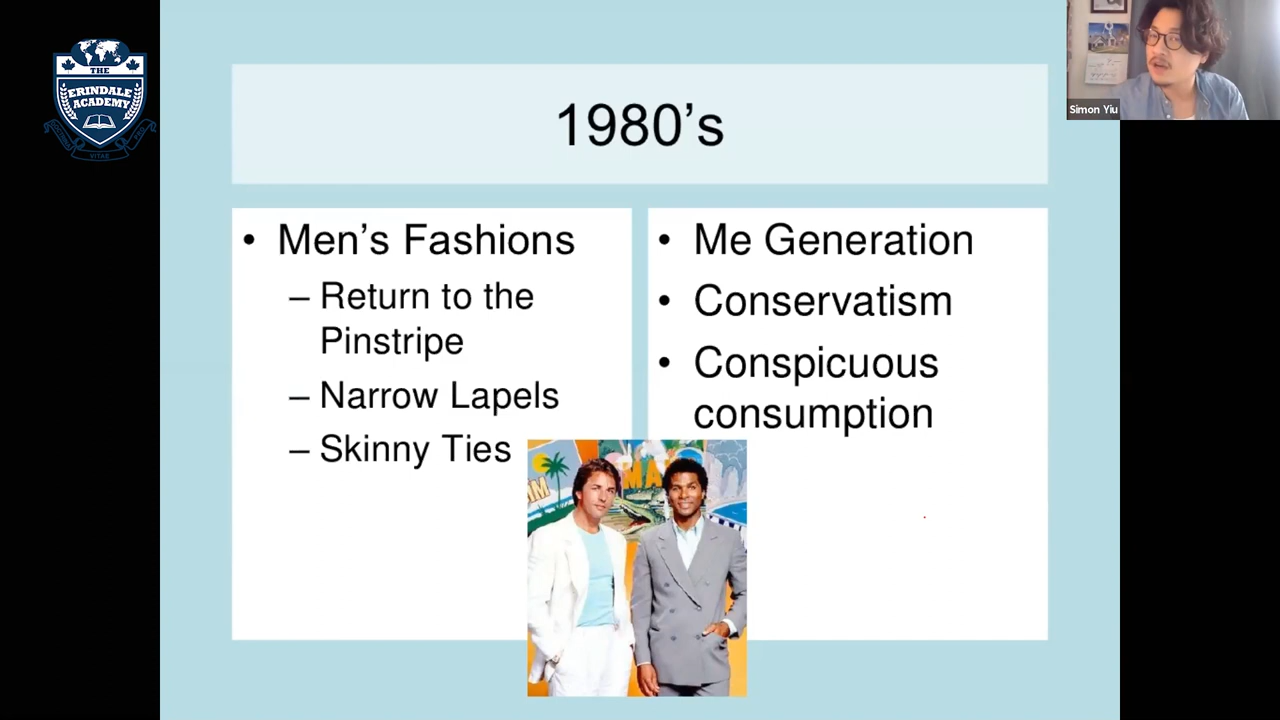 THE
ERINDALE
ACADEMY
VITAE
Simon Yiu
1980’s
• Men’s Fashions
– Return to the
Pinstripe
– Narrow Lapels
– Skinny Ties
• Me Generation
• Conservatism
• Conspicuous
consumption